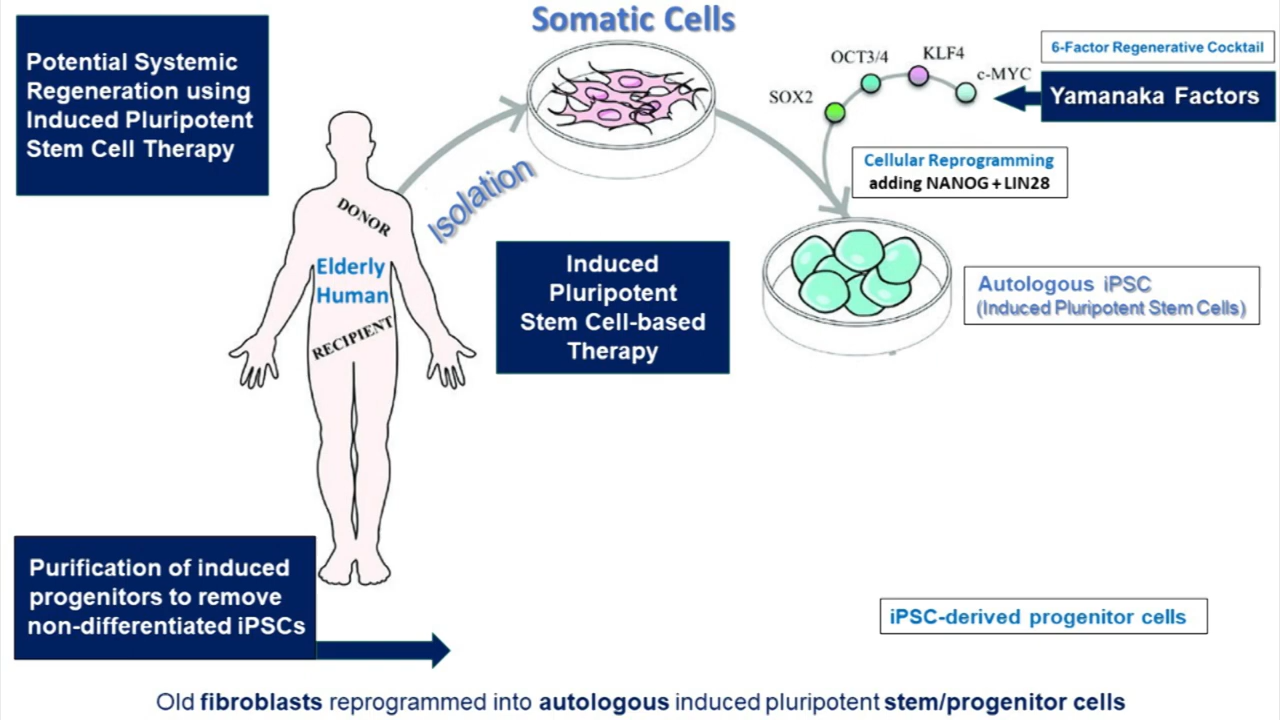 Somatic Cells
Potential Systemic
Regeneration using
Induced Pluripotent
Stem Cell Therapy
SOX2
OCT3/4
KLF4
c-MYC
6-Factor Regenerative Cocktail
Yamanaka Factors
Cellular Reprogramming
adding NANOG + LIN28
Isolation
DONOR
Elderly
Human
RECIPIENT
Induced
Pluripotent
Stem Cell-based
Therapy
Autologous iPSC
(Induced Pluripotent Stem Cells)
Purification of induced
progenitors to remove
non-differentiated iPSCs
iPSC-derived progenitor cells
Old fibroblasts reprogrammed into autologous induced pluripotent stem/progenitor cells